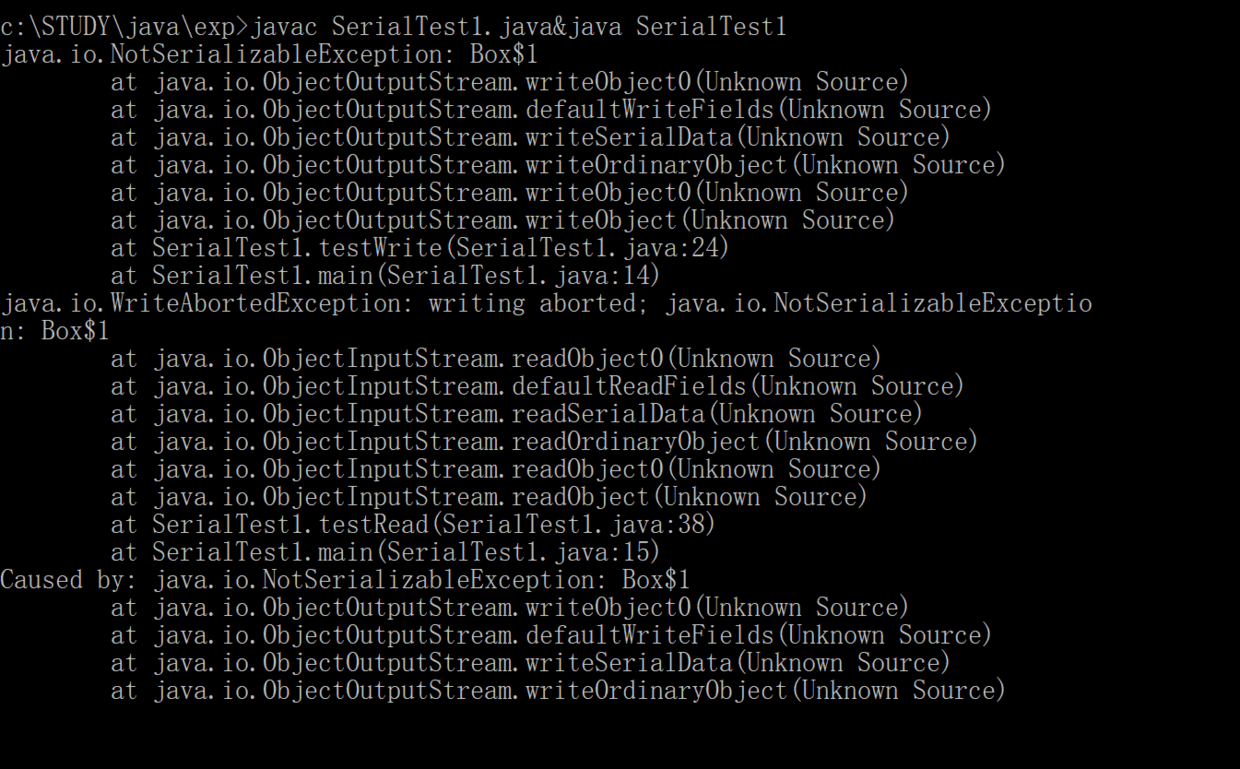 c:\STUDY\java\exp>javac SerialTest1.java&java SerialTest1
java.io.NotSerializableException: Box$1
at java.io.ObjectOutputStream.writeObject0(Unknown Source)
at java.io.ObjectOutputStream.defaultWriteFields(Unknown Source)
at java.io.ObjectOutputStream.writeSerialData(Unknown Source)
at java.io.ObjectOutputStream.writeOrdinaryObject(Unknown Source)
at java.io.ObjectOutputStream.writeObject0(Unknown Source)
at java.io.ObjectOutputStream.writeObject(Unknown Source)
at SerialTest1.testWrite(SerialTest1.java:24)
at SerialTest1.main(SerialTest1.java:14)
java.io.WriteAbortedException: writing aborted; java.io.NotSerializableExceptio
n: Box$1
at java.io.ObjectInputStream.readObject0(Unknown Source)
at java.io.ObjectInputStream.defaultReadFields(Unknown Source)
at java.io.ObjectInputStream.readSerialData(Unknown Source)
at java.io.ObjectInputStream.readOrdinaryObject(Unknown Source)
at java.io.ObjectInputStream.readObject0(Unknown Source)
at java.io.ObjectInputStream.readObject(Unknown Source)
at SerialTest1.testRead(SerialTest1.java:38)
at SerialTest1.main(SerialTest1.java:15)
Caused by: java.io.NotSerializableException: Box$1
at java.io.ObjectOutputStream.writeObject0(Unknown Source)
at java.io.ObjectOutputStream.defaultWriteFields(Unknown Source)
at java.io.ObjectOutputStream.writeSerialData(Unknown Source)
at java.io.ObjectOutputStream.writeOrdinaryObject(Unknown Source)